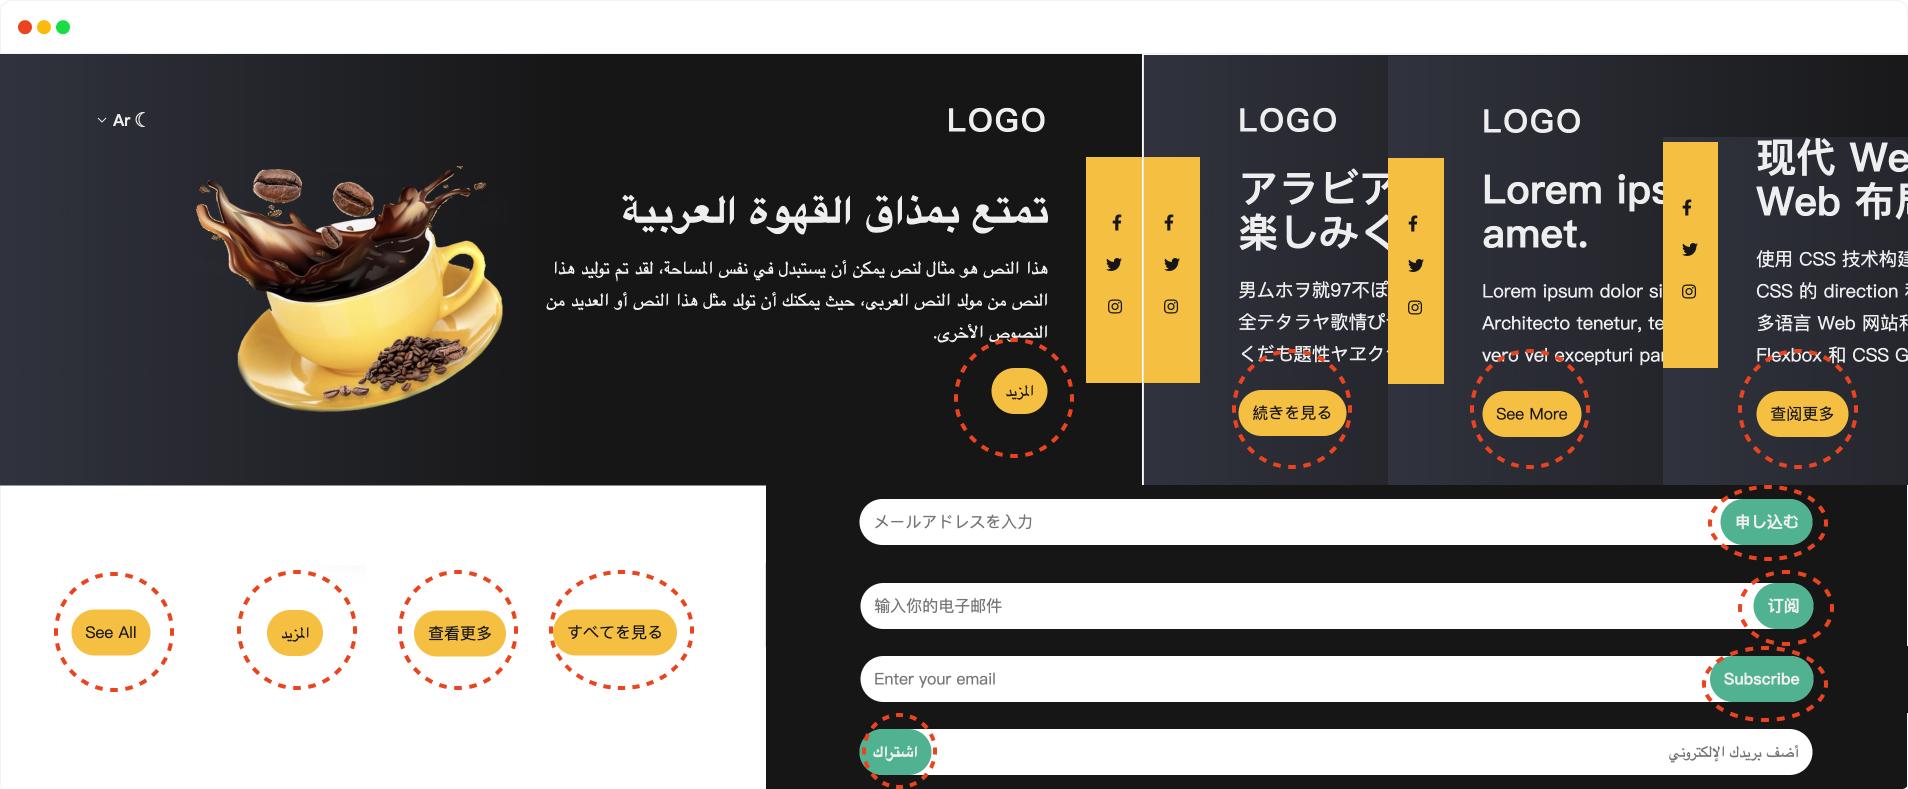 Ar
LOGO
تمتع بمذاق القهوة العربية
هذا النص هو مثال لنص يمكن أن يستبدل في نفس المساحة، لقد تم توليد هذا
النص من مولد النص العربى، حيث يمكنك أن تولد مثل هذا النص أو العديد من
النصوص الأخرى.
المزيد
LOGO
アラビア
楽しみく
男ムホヲ就97不ぽ
全テタラヤ歌情ぴ
くだも題性ヤヱク
続きを見る
LOGO
Lorem ips
amet.
Lorem ipsum dolor si
Architecto tenetur, te
vero vel excepturi par
See More
现代 We
Web 布局
使用 CSS 技术构建
CSS 的 direction
多语言 Web 网站和
Flexbox 和 CSS G
查阅更多
See All
المزيد
查看更多
すべてを見る
メールアドレスを入力
申し込む
输入你的电子邮件
订阅
Enter your email
Subscribe
أضف بريدك الإلكتروني
اشتراك